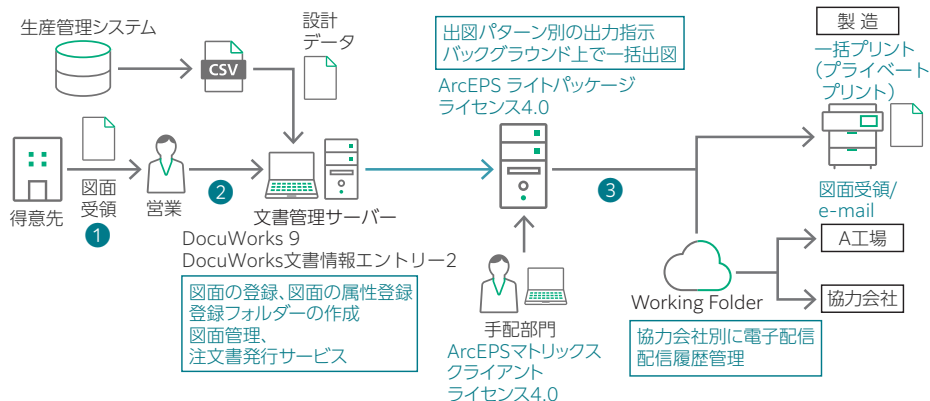 生産管理システム
CSV
設計
データ
得意先
図面
受領
1
営業
2
文書管理サーバー
DocuWorks 9
DocuWorks文書情報エントリー2
図面の登録、図面の属性登録
登録フォルダーの作成
図面管理、
注文書発行サービス
出図パターン別の出力指示
バックグラウンド上で一括出図
ArcEPS ライトパッケージ
ライセンス4.0
手配部門
ArcEPSマトリックス
クライアント
ライセンス4.0
3
製造
一括プリント
（プライベート
プリント）
図面受領/
e-mail
Working Folder
A工場
協力会社
協力会社別に電子配信
配信履歴管理